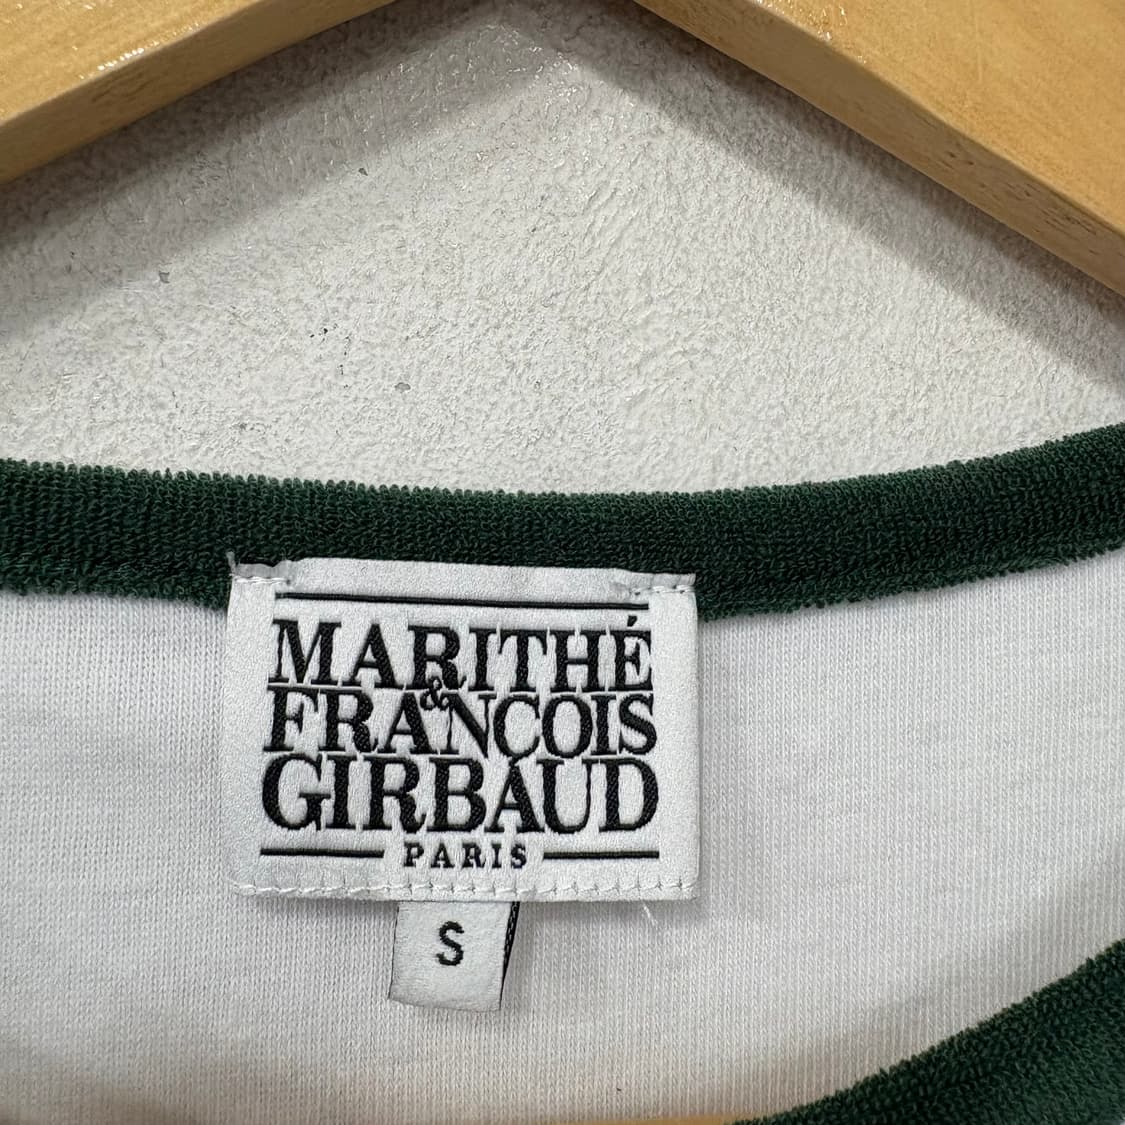 MARITHÉ
&
FRANCOIS
GIRBAUD
PARIS
S